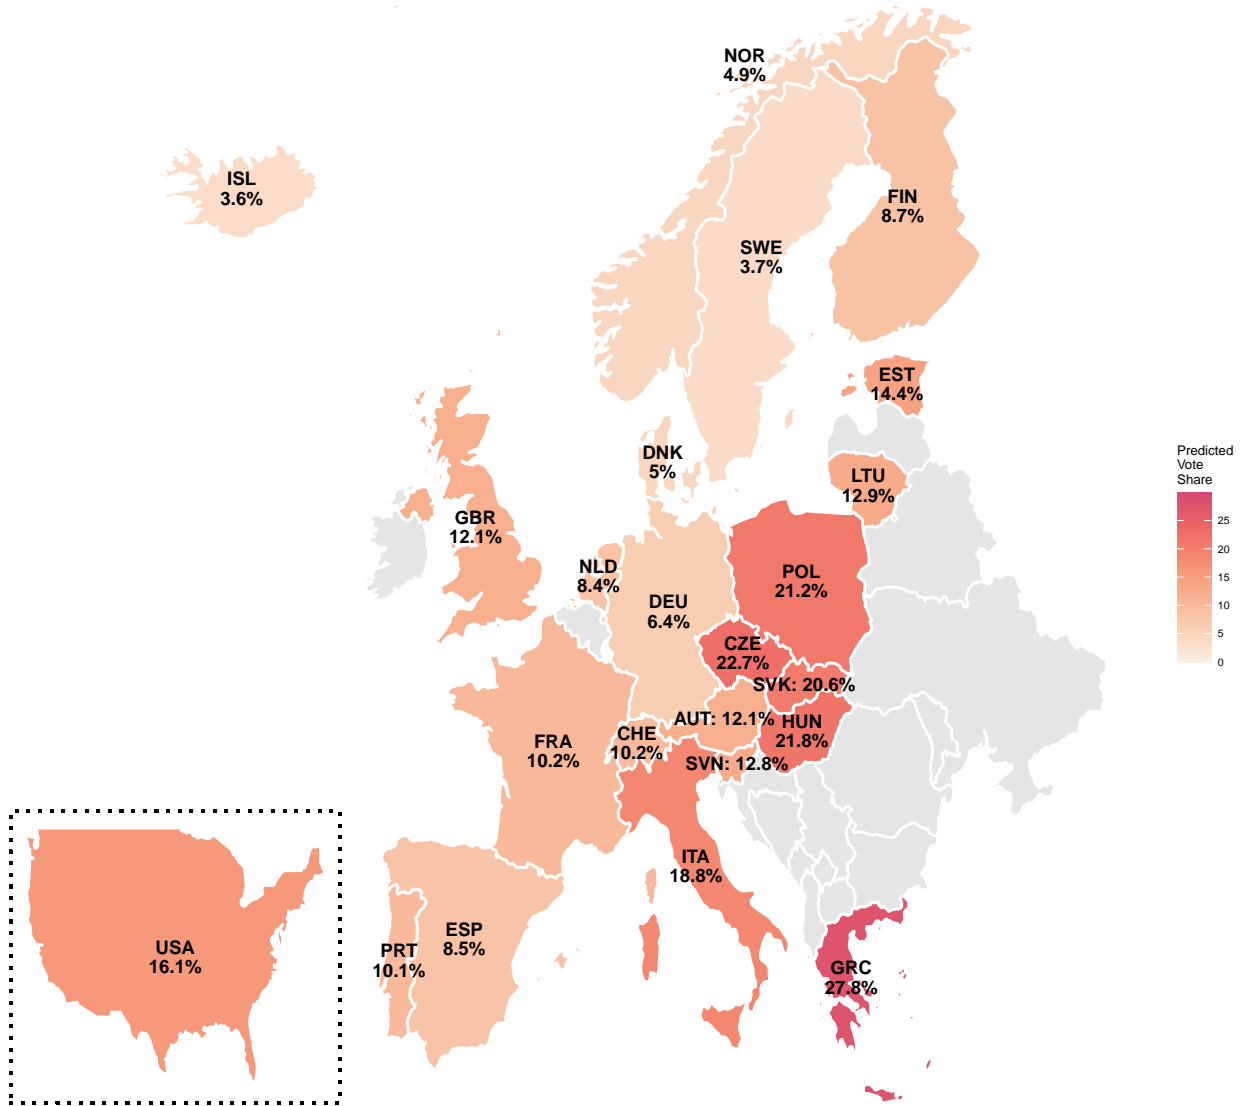 NOR
4.9%
ISL
3.6%
FIN
8.7%
SWE
3.7%
EST
14.4%
DNK
5%
LTU
12.9%
GBR
12.1%
NLD
8.4%
DEU
6.4%
POL
21.2%
CZE
22.7%
SVK: 20.6%
AUT: 12.1%
HUN
21.8%
CHE
10.2%
FRA
10.2%
SVN: 12.8%
ITA
18.8%
ESP
8.5%
PRT
10.1%
GRC
27.8%
USA
16.1%
Predicted
Vote
Share
25
20
15
10
5
0